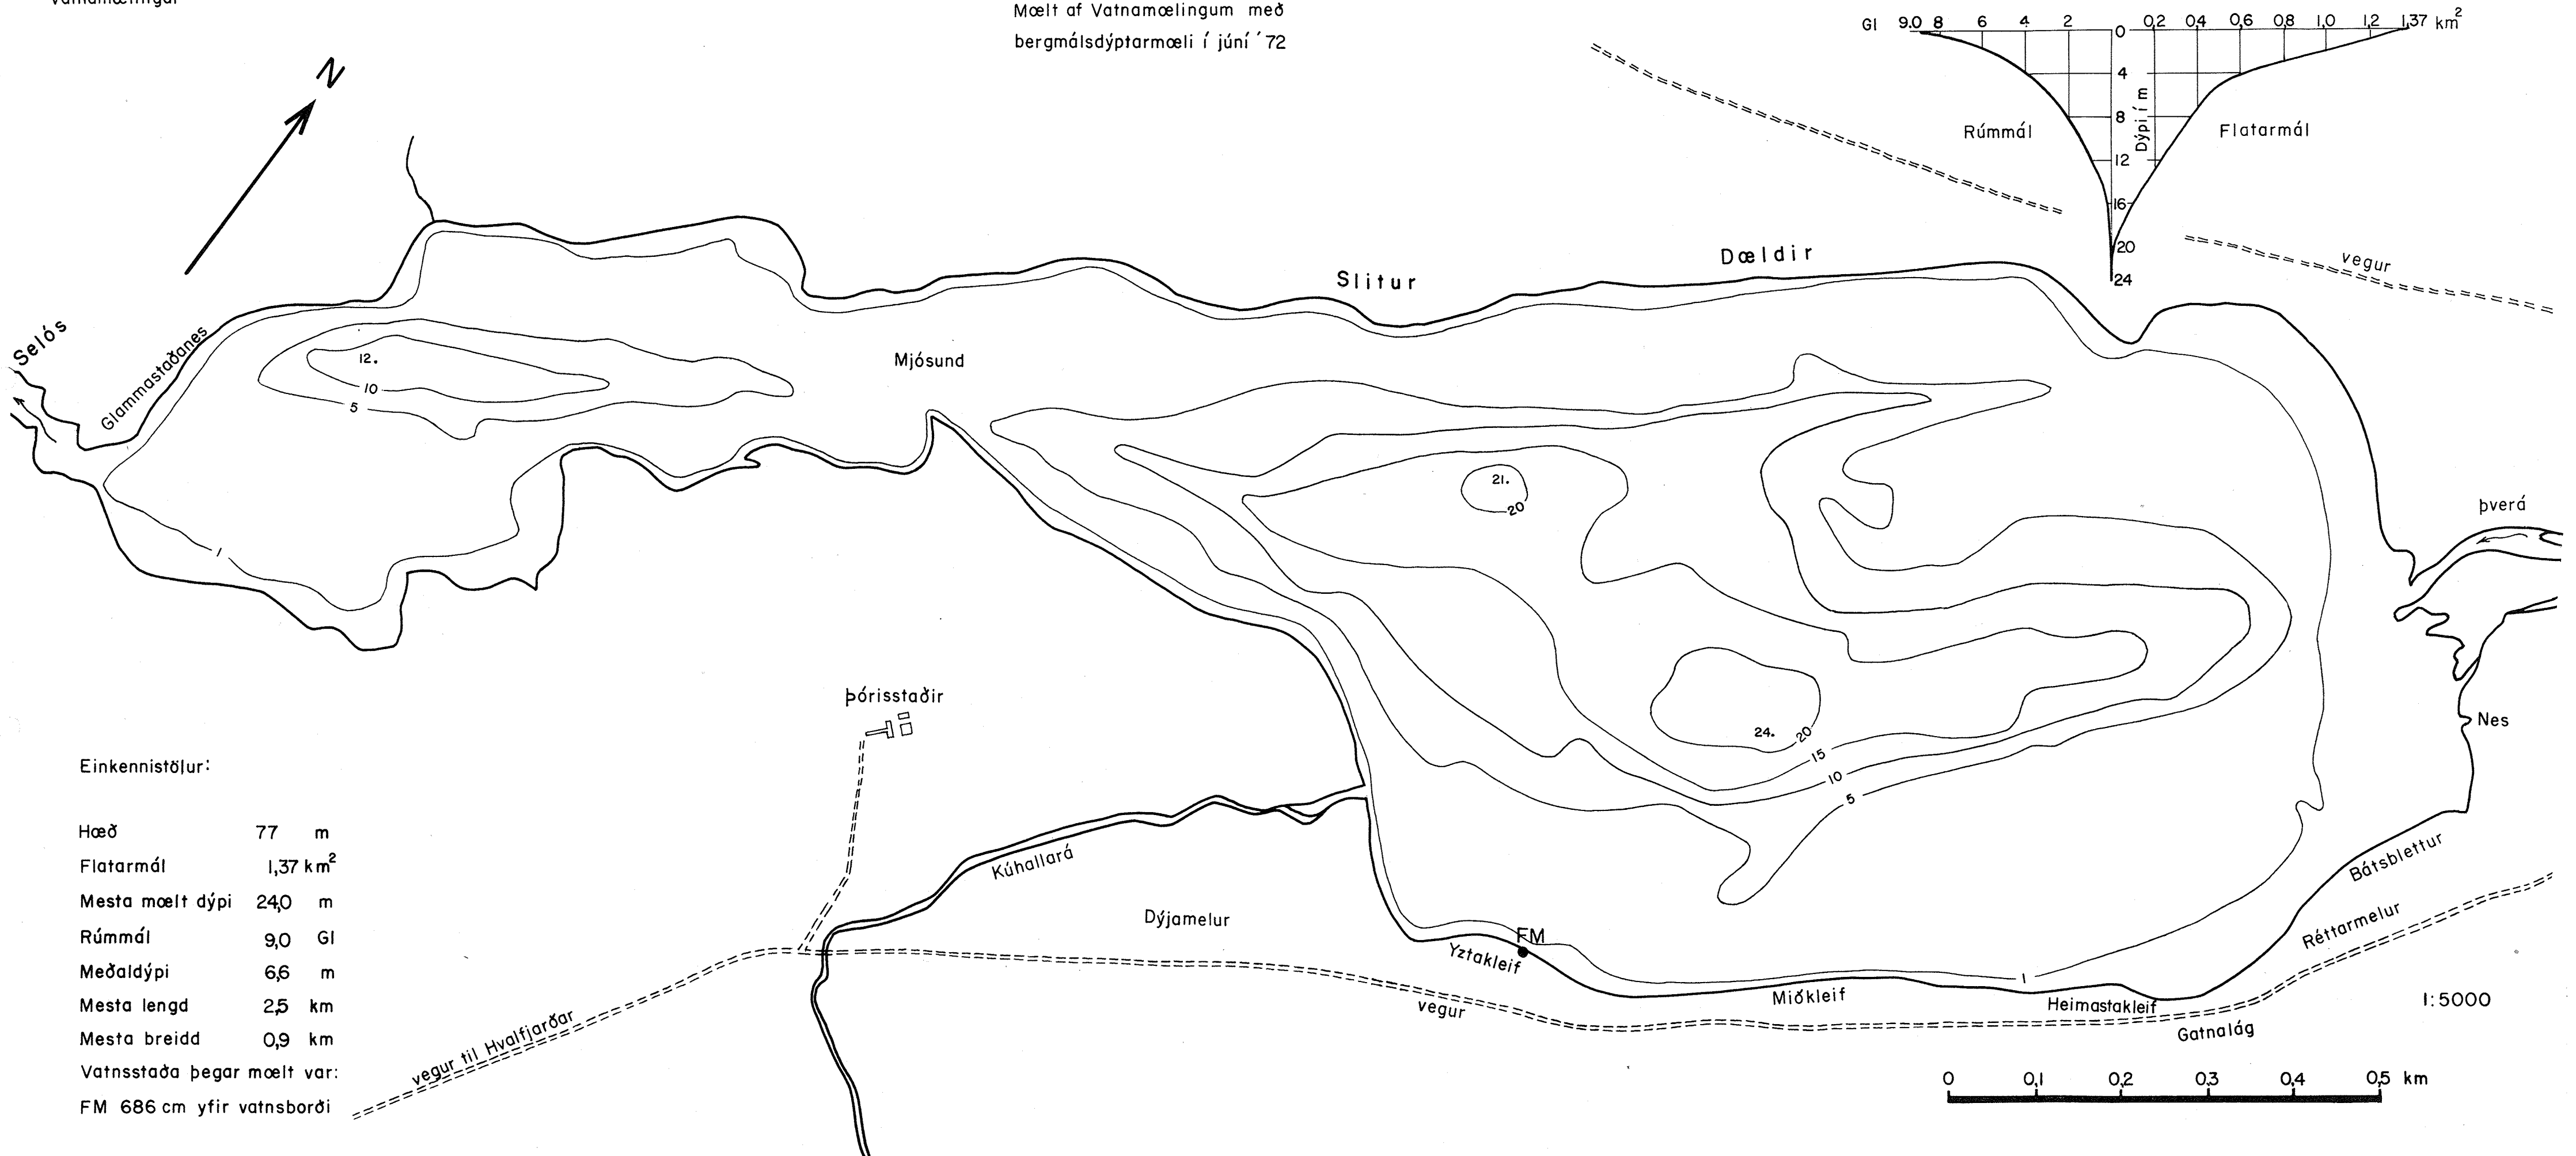 Vatnamælingar
Mælt af Vatnamælingum með
bergmálsdýptarmæli í júní '72
Gl 9.0 8 6 4 2 0,2 0,4 0,6 0,8 1,0 1,2 1,37 km²
0
4
8
12
16
20
24
Dýpi í m
Rúmmál
Flatarmál
N
vegur
Slitur
Dældir
Selós
Glammastaðanes
Mjósund
12.
10
5
1
21.
20
24.
20
15
10
5
1
Þverá
Nes
Þórisstaðir
Kúhallará
Dýjamelur
FM
Yztakleif
vegur
Miðkleif
Heimastakleif
Gatnalág
Réttarmelur
Bátsblettur
vegur til Hvalfjarðar
Einkennistölur:
Hæð 77 m
Flatarmál 1,37 km²
Mesta mælt dýpi 24,0 m
Rúmmál 9,0 Gl
Meðaldýpi 6,6 m
Mesta lengd 2,5 km
Mesta breidd 0,9 km
Vatnsstaða þegar mælt var:
FM 686 cm yfir vatnsborði
1:5000
0 0,1 0,2 0,3 0,4 0,5 km